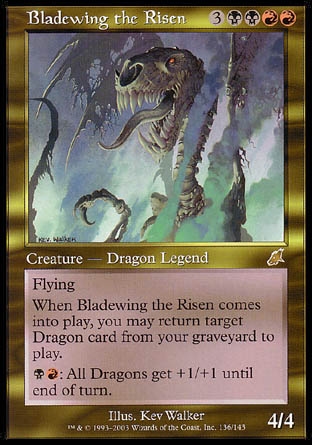 Bladewing the Risen 3
KEV WALKER
Creature — Dragon Legend
Flying
When Bladewing the Risen comes
into play, you may return target
Dragon card from your graveyard to
play.
: All Dragons get +1/+1 until
end of turn.
Illus. Kev Walker
™ & © 1993-2003 Wizards of the Coast, Inc. 136/143
4/4